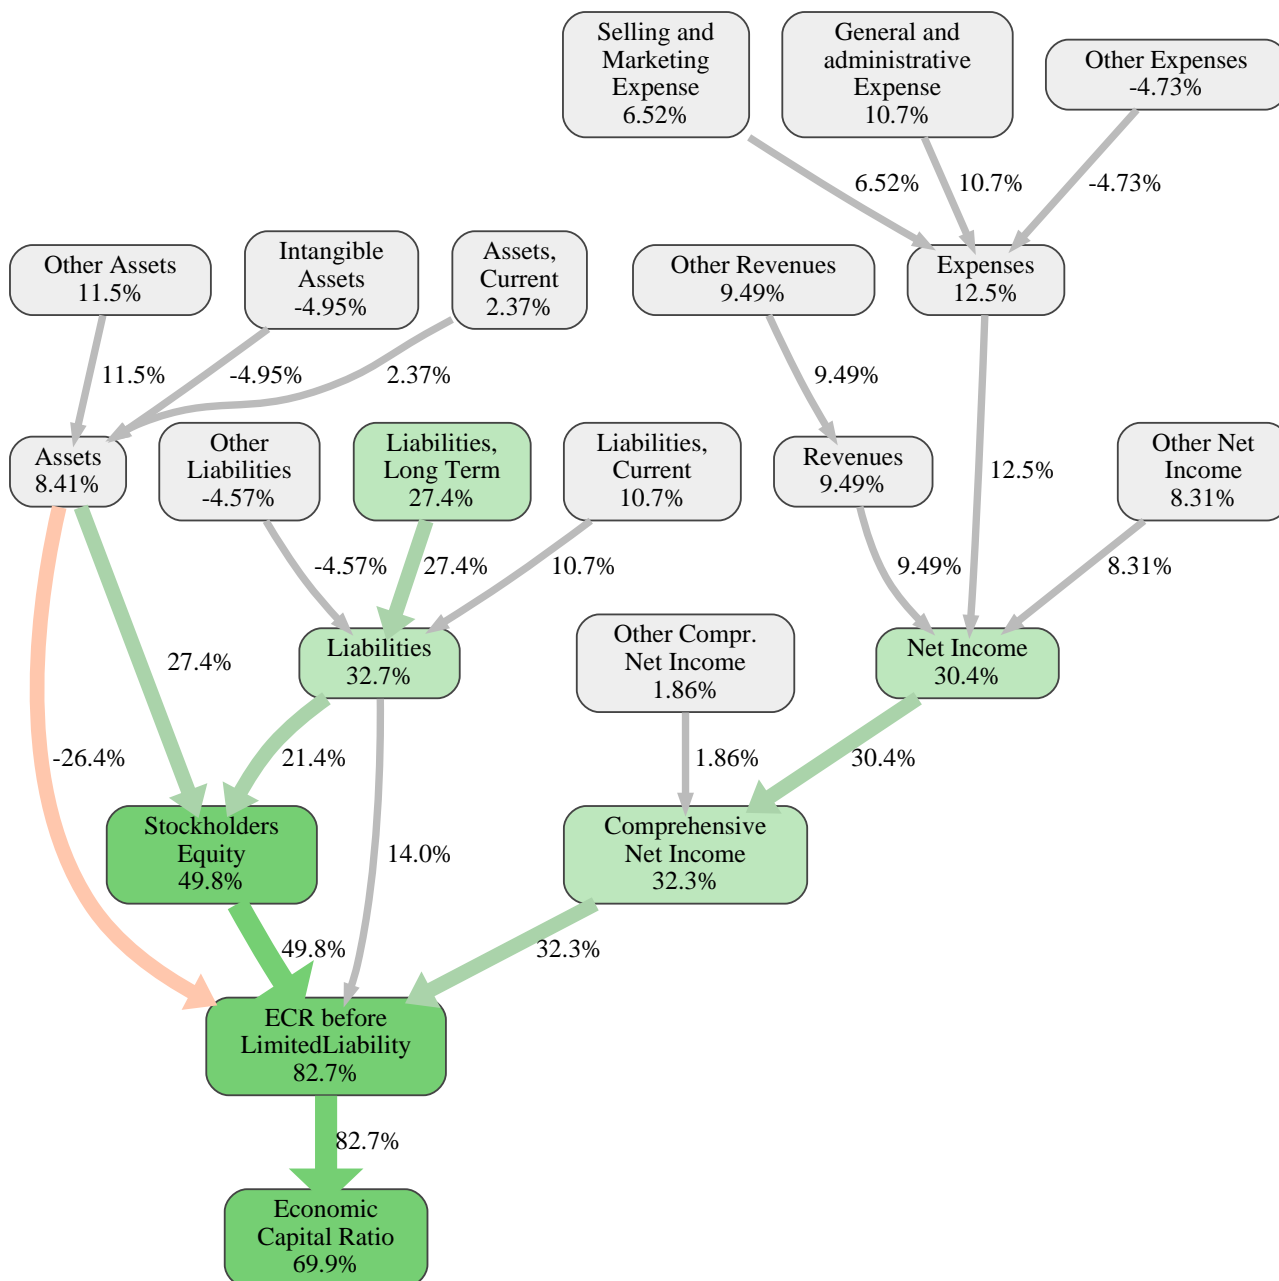 Selling and
Marketing
Expense
6.52%
General and
administrative
Expense
10.7%
Other Expenses
-4.73%
6.52%
10.7%
-4.73%
Other Assets
11.5%
Intangible
Assets
-4.95%
Assets,
Current
2.37%
Other Revenues
9.49%
Expenses
12.5%
11.5%
-4.95%
2.37%
9.49%
Assets
8.41%
Other
Liabilities
-4.57%
Liabilities,
Long Term
27.4%
Liabilities,
Current
10.7%
Revenues
9.49%
12.5%
Other Net
Income
8.31%
-4.57%
27.4%
10.7%
9.49%
8.31%
27.4%
Liabilities
32.7%
Other Compr.
Net Income
1.86%
Net Income
30.4%
-26.4%
21.4%
1.86%
30.4%
Stockholders
Equity
49.8%
14.0%
Comprehensive
Net Income
32.3%
49.8%
32.3%
ECR before
LimitedLiability
82.7%
82.7%
Economic
Capital Ratio
69.9%